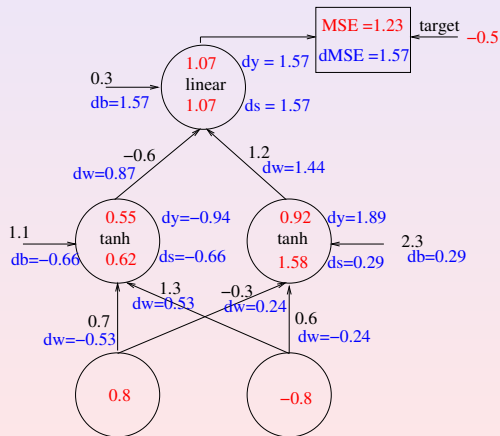 MSE =1.23
target
dMSE =1.57
−0.5
1.07
dy = 1.57
0.3
linear
db=1.57
1.07
ds = 1.57
−0.6
1.2
dw=0.87
dw=1.44
0.55
dy=−0.94
0.92
dy=1.89
1.1
tanh
tanh
2.3
db=−0.66
0.62
ds=−0.66
1.58
ds=0.29
db=0.29
1.3
−0.3
dw=0.53
dw=0.24
0.7
0.6
dw=−0.53
dw=−0.24
0.8
−0.8